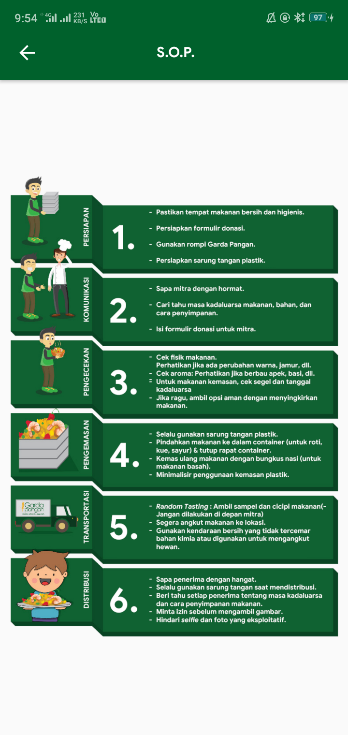 9:54
4G
231
KB/S
Vo
LTE
97
S.O.P.
PERSIAPAN
1.
- Pastikan tempat makanan bersih dan higienis.
- Persiapkan formulir donasi.
- Gunakan rompi Garda Pangan.
- Persiapkan sarung tangan plastik.
KOMUNIKASI
2.
- Sapa mitra dengan hormat.
- Cari tahu masa kadaluarsa makanan, bahan, dan
cara penyimpanan.
- Isi formulir donasi untuk mitra.
PENGECEKAN
3.
- Cek fisik makanan.
Perhatikan jika ada perubahan warna, jamur, dll.
- Cek aroma: Perhatikan jika berbau apek, basi, dll.
- Untuk makanan kemasan, cek segel dan tanggal
kadaluarsa
- Jika ragu, ambil opsi aman dengan menyingkirkan
makanan.
PENGEMASAN
4.
- Selalu gunakan sarung tangan plastik.
- Pindahkan makanan ke dalam container (untuk roti,
kue, sayur) & tutup rapat container.
- Kemas ulang makanan dengan bungkus nasi (untuk
makanan basah).
- Minimalisir penggunaan kemasan plastik.
TRANSPORTASI
Garda
Pangan
5.
- Random Tasting : Ambil sampel dan cicipi makanan(-
Jangan dilakukan di depan mitra)
- Segera angkut makanan ke lokasi.
- Gunakan kendaraan bersih yang tidak tercemar
bahan kimia atau digunakan untuk mengangkut
hewan.
DISTRIBUSI
6.
- Sapa penerima dengan hangat.
- Selalu gunakan sarung tangan saat mendistribusi.
- Beri tahu setiap penerima tentang masa kadaluarsa
dan cara penyimpanan makanan.
- Minta izin sebelum mengambil gambar.
- Hindari selfie dan foto yang eksploitatif.